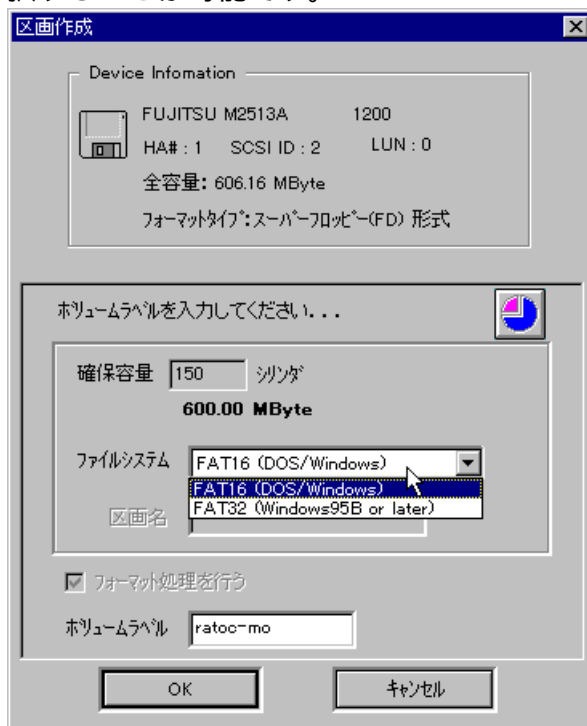 区画作成
Device Infomation
FUJITSU M2513A 1200
HA# : 1 SCSI ID : 2 LUN : 0
全容量: 606.16 MByte
ﾌｫｰﾏｯﾄﾀｲﾌﾟ:ｽｰﾊﾟｰﾌﾛｯﾋﾟｰ(FD) 形式
ﾎﾞﾘｭｰﾑﾗﾍﾞﾙを入力してください...
確保容量 150 ｼﾘﾝﾀﾞ
600.00 MByte
ﾌｧｲﾙｼｽﾃﾑ FAT16 (DOS/Windows)
FAT16 (DOS/Windows)
FAT32 (Windows95B or later)
区画名
ﾌｫｰﾏｯﾄ処理を行う
ﾎﾞﾘｭｰﾑﾗﾍﾞﾙ ratoc-mo
OK ｷｬﾝｾﾙ